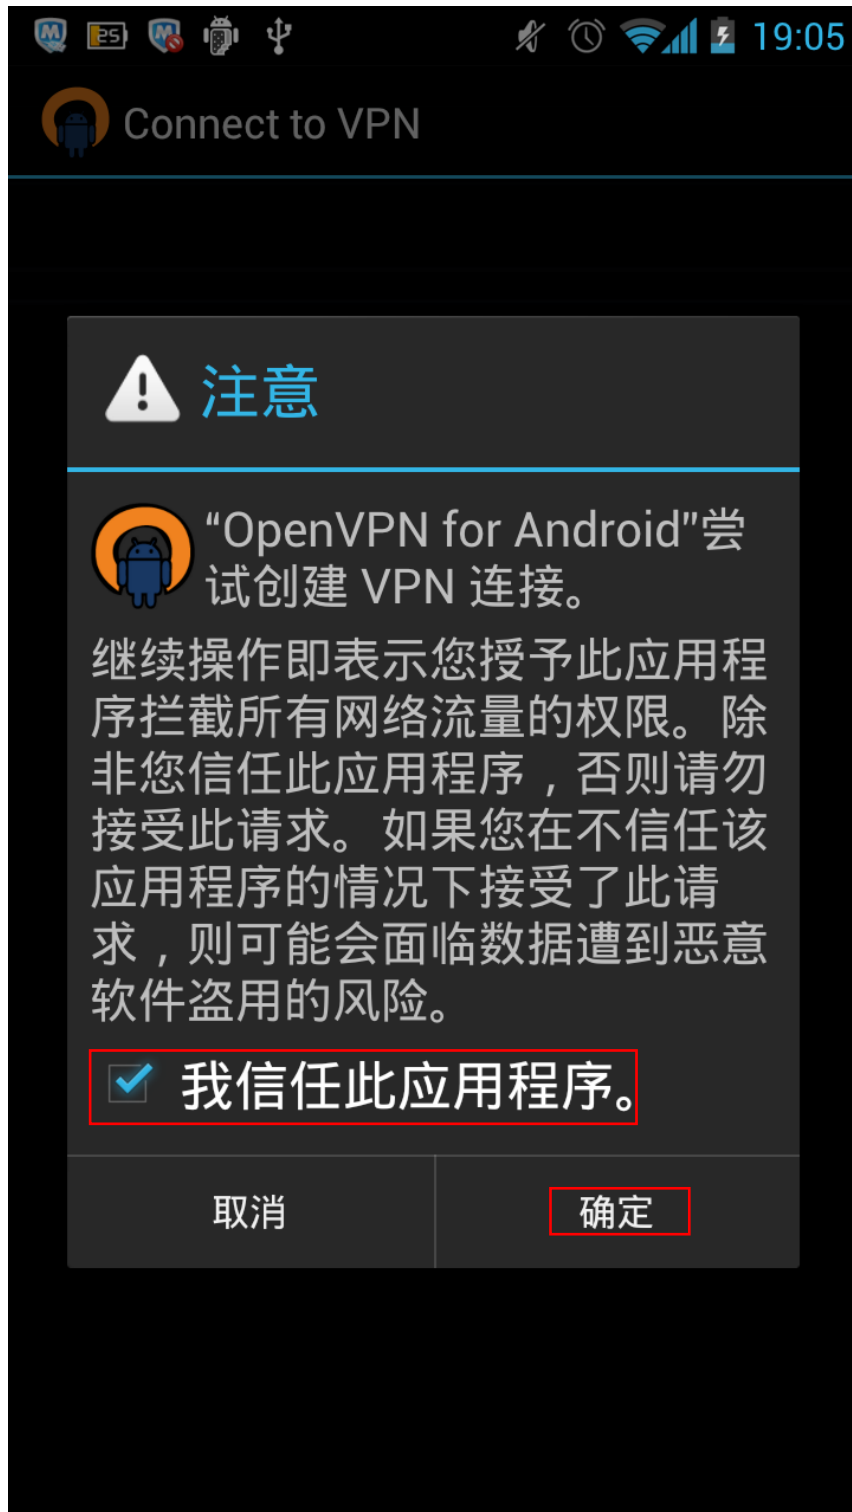 25 19:05
Connect to VPN
注意
“OpenVPN for Android”尝
试创建 VPN 连接。
继续操作即表示您授予此应用程
序拦截所有网络流量的权限。除
非您信任此应用程序，否则请勿
接受此请求。如果您在不信任该
应用程序的情况下接受了此请
求，则可能会面临数据遭到恶意
软件盗用的风险。
我信任此应用程序。
取消 确定